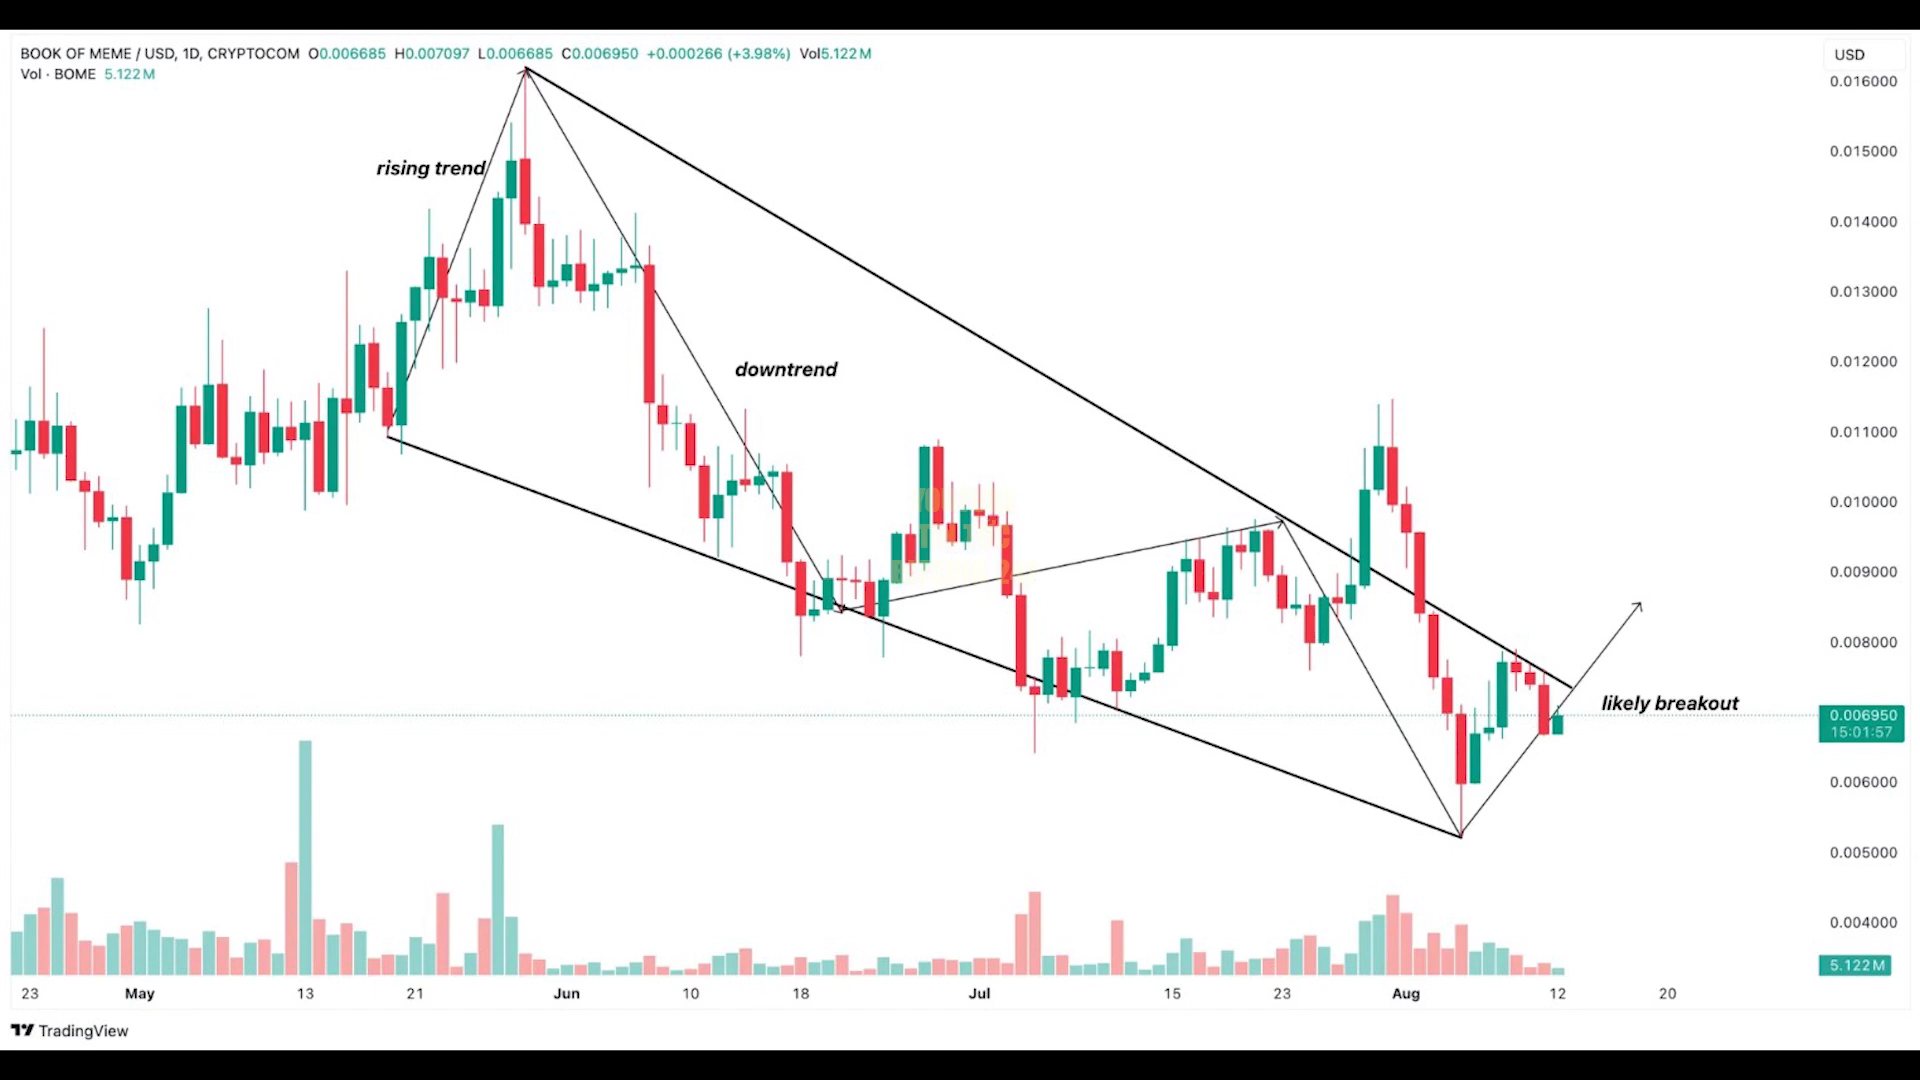 BOOK OF MEME / USD, 1D, CRYPTOCOM O0.006685 H0.007097 L0.006685 C0.006950 +0.000266 (+3.98%) Vol5.122M
Vol · BOME 5.122M
USD
0.016000
rising trend
0.015000
0.014000
0.013000
downtrend
0.012000
0.011000
0.010000
0.009000
0.008000
likely breakout
0.006950
15:01:57
0.006000
0.005000
0.004000
5.122M
23 May 13 21 Jun 10 18 Jul 15 23 Aug 12 20
TradingView